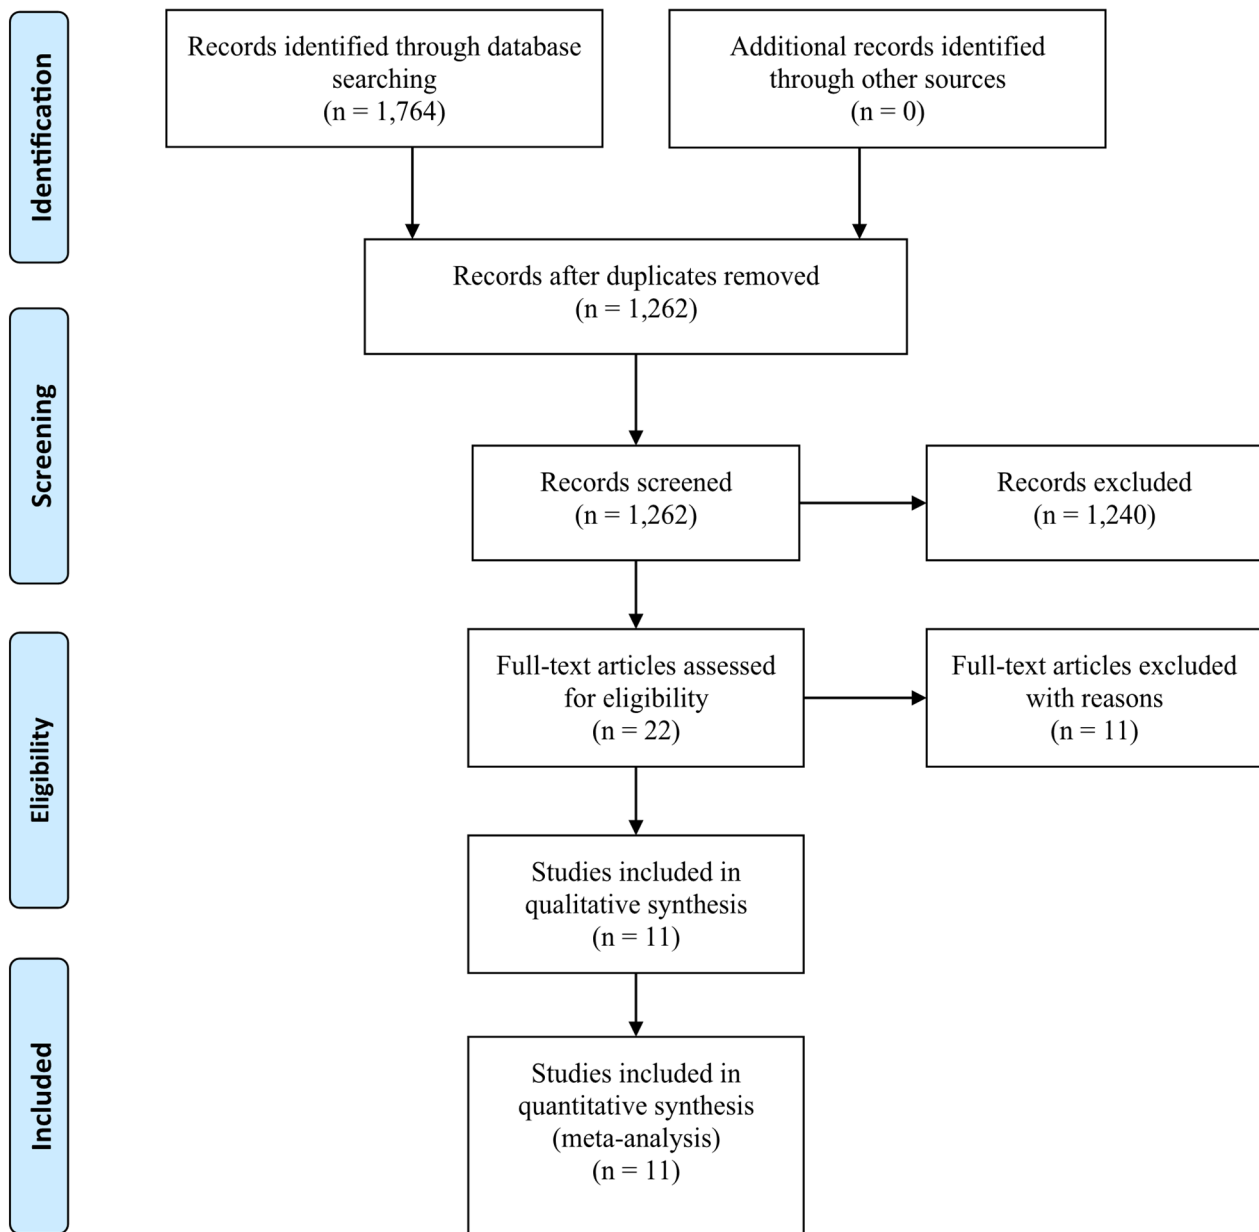 Identification
Records identified through database
searching
(n = 1,764)
Additional records identified
through other sources
(n = 0)
Records after duplicates removed
(n = 1,262)
Screening
Records screened
(n = 1,262)
Records excluded
(n = 1,240)
Eligibility
Full-text articles assessed
for eligibility
(n = 22)
Full-text articles excluded
with reasons
(n = 11)
Studies included in
qualitative synthesis
(n = 11)
Included
Studies included in
quantitative synthesis
(meta-analysis)
(n = 11)